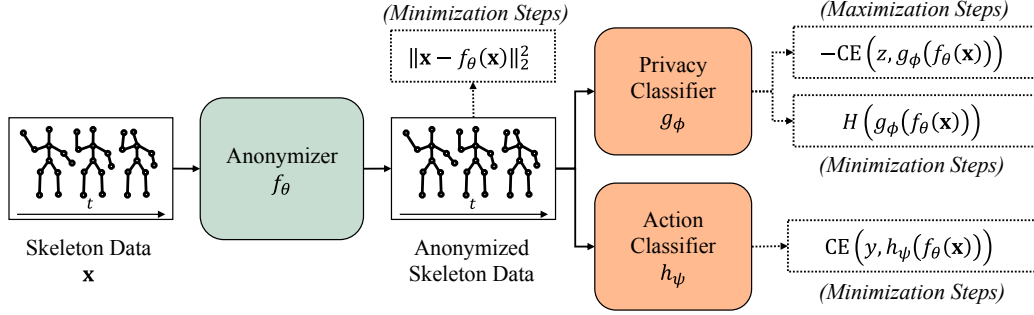 (Minimization Steps)
‖𝐱 − f_θ(𝐱)‖₂²
(Maximization Steps)
−CE(z, g_ϕ(f_θ(𝐱)))
H(g_ϕ(f_θ(𝐱)))
(Minimization Steps)
Privacy
Classifier
g_ϕ
Anonymizer
f_θ
t
t
Skeleton Data
𝐱
Anonymized
Skeleton Data
Action
Classifier
h_ψ
CE(y, h_ψ(f_θ(𝐱)))
(Minimization Steps)